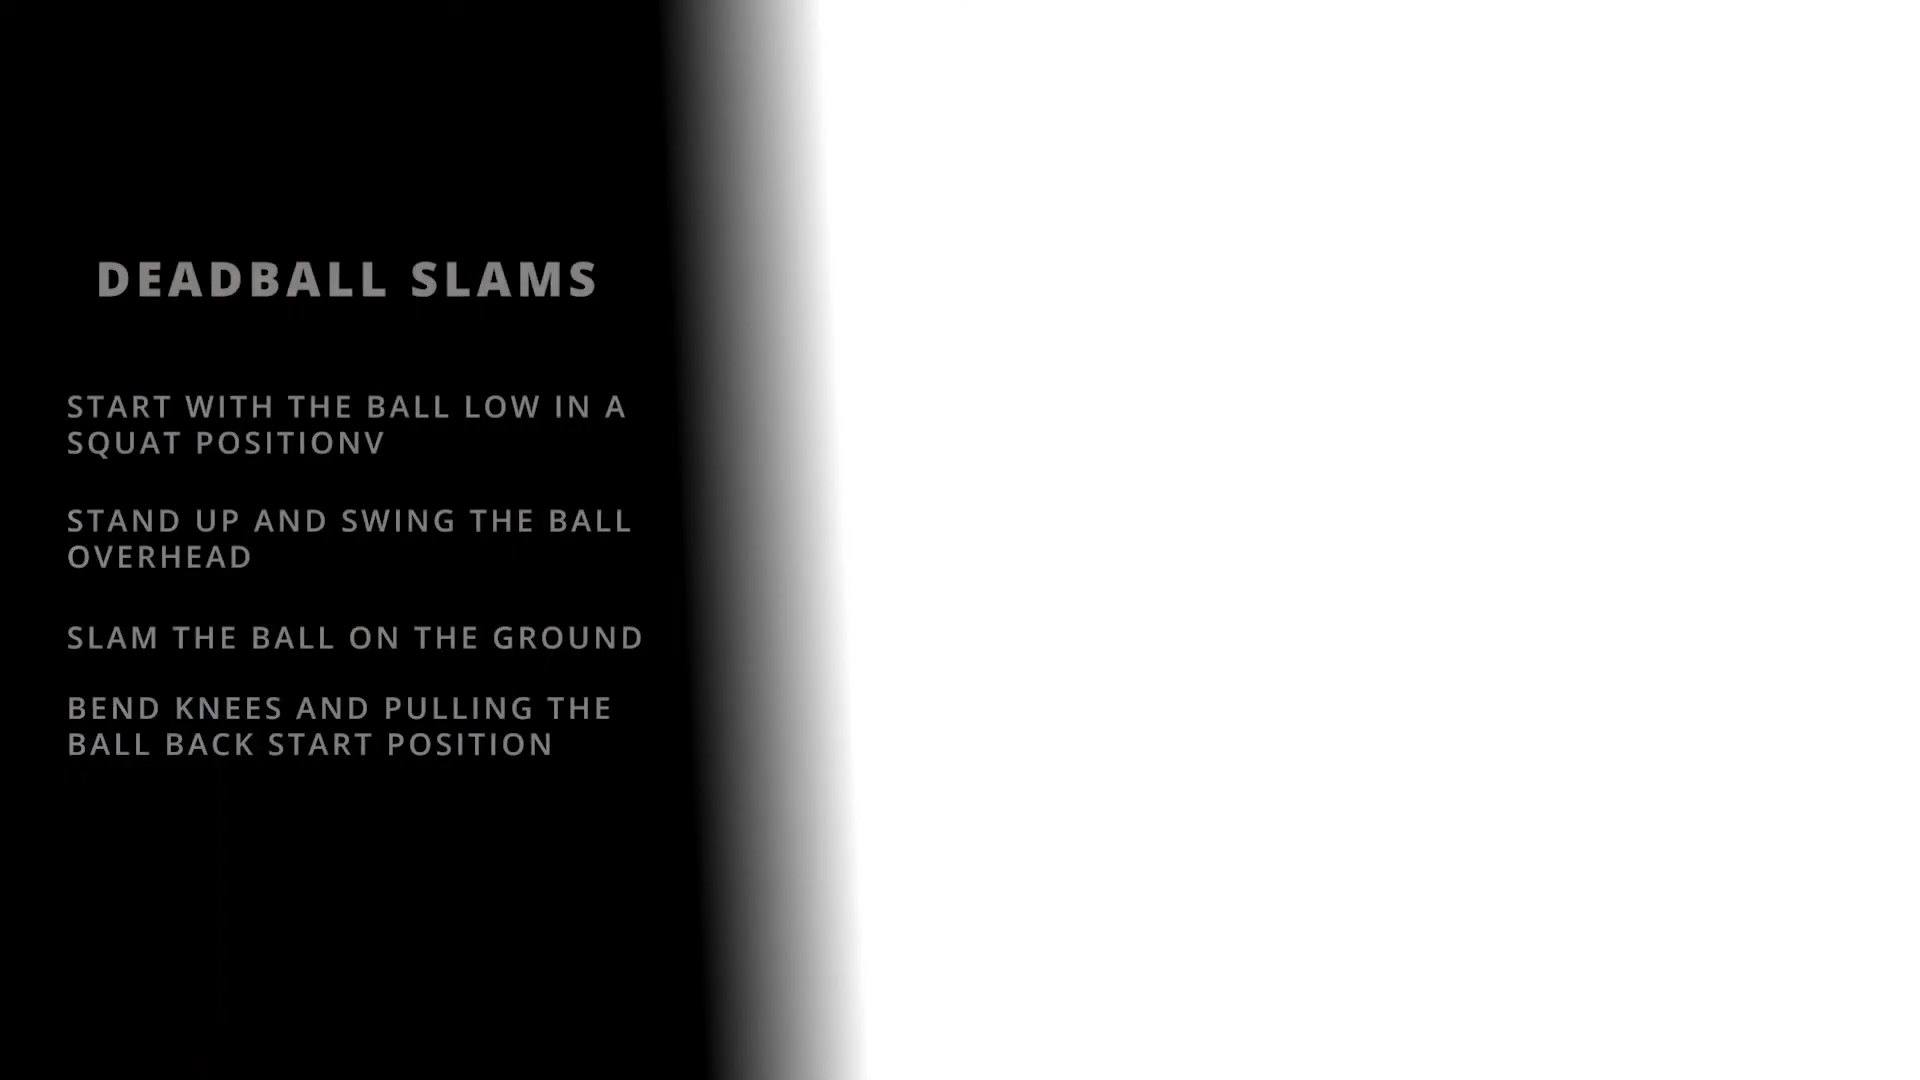 DEADBALL SLAMS
START WITH THE BALL LOW IN A
SQUAT POSITIONV
STAND UP AND SWING THE BALL
OVERHEAD
SLAM THE BALL ON THE GROUND
BEND KNEES AND PULLING THE
BALL BACK START POSITION